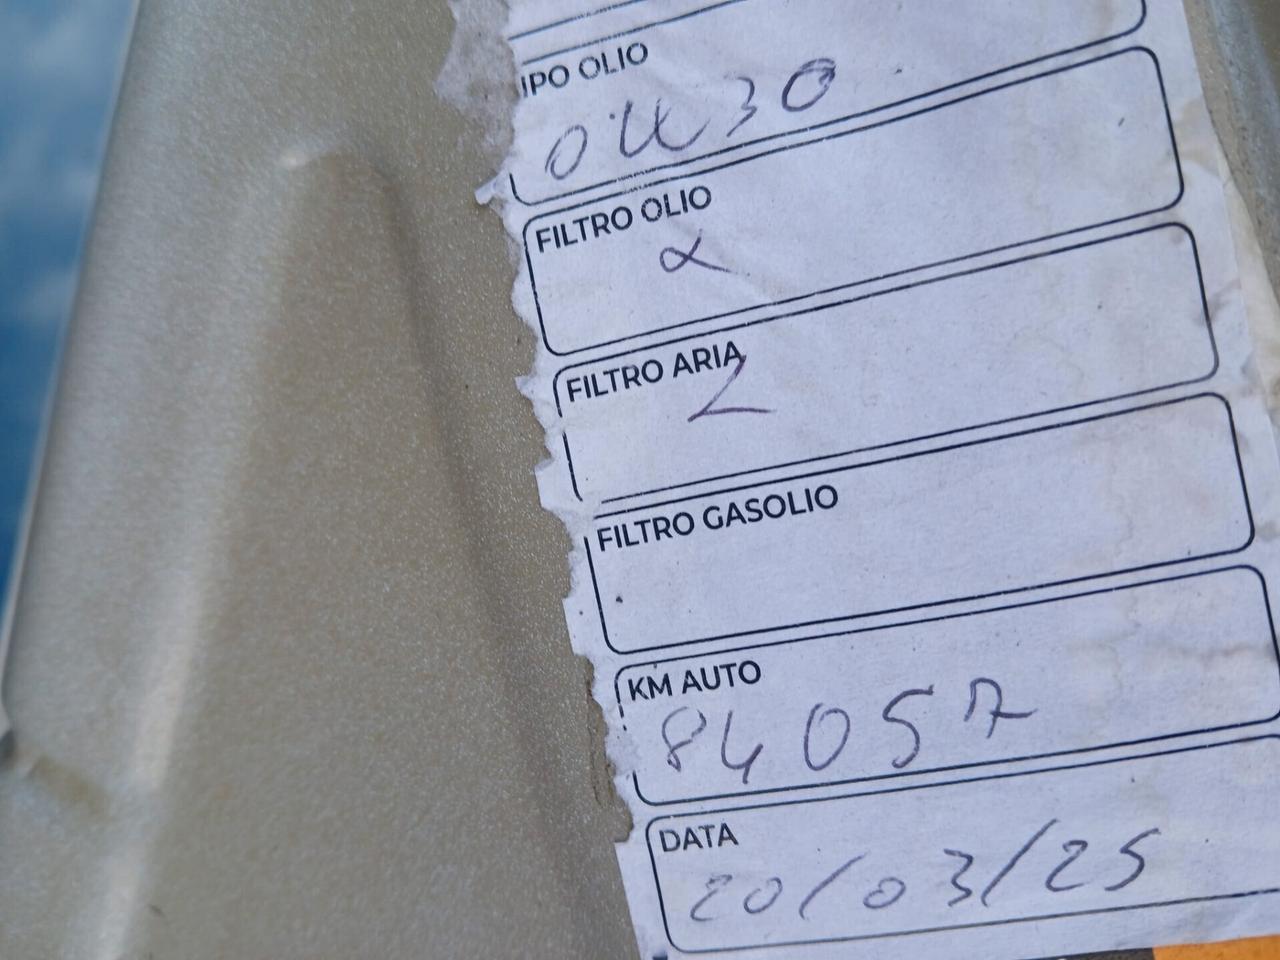 IPO OLIO
0W30
FILTRO OLIO
FILTRO ARIA
FILTRO GASOLIO
KM AUTO
84057
DATA
20/03/25